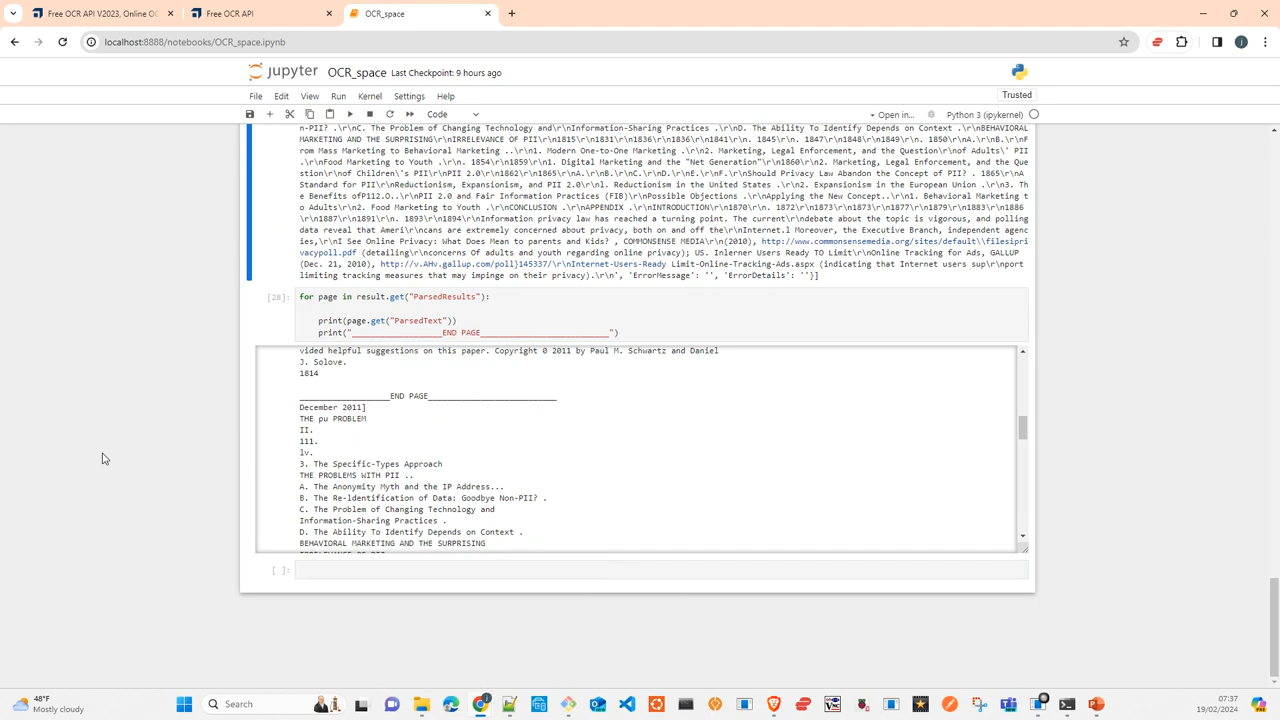 Free OCR API V2023, Online OC
Free OCR API
OCR_space
localhost:8888/notebooks/OCR_space.ipynb
jupyter OCR_space Last Checkpoint: 9 hours ago
File Edit View Run Kernel Settings Help
Trusted
Code
Open in...
Python 3 (ipykernel)
n-PII? .\r\nC. The Problem of Changing Technology and\r\nInformation-Sharing Practices .\r\nD. The Ability To Identify Depends on Context .\r\nBEHAVIORAL
MARKETING AND THE SURPRISING\r\nIRRELEVANCE OF PII\r\n1815\r\n1831\r\n1836\r\n1836\r\n1841\r\n. 1845\r\n. 1847\r\n1848\r\n1849\r\n. 1850\r\nA.\r\nB.\r\nF
rom Mass Marketing to Behavioral Marketing ..\r\n1. Modern One-to-One Marketing .\r\n2. Marketing, Legal Enforcement, and the Question\r\nof Adults\' PII
.\r\nFood Marketing to Youth .\r\n. 1854\r\n1859\r\n1. Digital Marketing and the "Net Generation"\r\n1860\r\n2. Marketing, Legal Enforcement, and the Que
stion\r\nof Children\'s PII\r\nPII 2.0\r\n1862\r\n1865\r\nA.\r\nB.\r\nC.\r\nD.\r\nE.\r\nF.\r\nShould Privacy Law Abandon the Concept of PII? . 1865\r\nA
Standard for PII\r\nReductionism, Expansionism, and PII 2.0\r\n1. Reductionism in the United States .\r\n2. Expansionism in the European Union .\r\n3. Th
e Benefits ofP112.O..\r\nPII 2.0 and Fair Information Practices (FIB)\r\nPossible Objections .\r\nApplying the New Concept..\r\n1. Behavioral Marketing t
o Adults\r\n2. Food Marketing to Youth .\r\nCONCLUSION .\r\nAPPENDIX .\r\nINTRODUCTION\r\n1870\r\n. 1872\r\n1873\r\n1873\r\n1877\r\n1879\r\n1883\r\n1886
\r\n1887\r\n1891\r\n. 1893\r\n1894\r\nInformation privacy law has reached a turning point. The current\r\ndebate about the topic is vigorous, and polling
data reveal that Ameri\r\ncans are extremely concerned about privacy, both on and off the\r\nInternet.l Moreover, the Executive Branch, independent agenc
ies,\r\nI See Online Privacy: What Does Mean to parents and Kids? , COMMONSENSE MEDIA\r\n(2010), http://www.commonsensemedia.org/sites/default\\filesipri
vacypoll.pdf (detailing\r\nconcerns Of adults and youth regarding online privacy); US. Inlerner Users Ready TO Limit\r\nOnline Tracking for Ads, GALLUP
(Dec. 21, 2010), http://v.AHv.gallup.com/poll}145337/\r\nInternet-Users-Ready Limit-Online-Tracking-Ads.aspx (indicating that Internet users sup\r\nport
limiting tracking measures that may impinge on their privacy).\r\n', 'ErrorMessage': '', 'ErrorDetails': ''}]
[28]: for page in result.get("ParsedResults"):
print(page.get("ParsedText"))
print("__________________END PAGE__________________________")
vided helpful suggestions on this paper. Copyright 0 2011 by Paul M. Schwartz and Daniel
J. Solove.
1814
__________________END PAGE__________________________
December 2011]
THE pu PROBLEM
II.
111.
lv.
3. The Specific-Types Approach
THE PROBLEMS WITH PII ..
A. The Anonymity Myth and the IP Address...
B. The Re-ldentification of Data: Goodbye Non-PII? .
C. The Problem of Changing Technology and
Information-Sharing Practices .
D. The Ability To Identify Depends on Context .
BEHAVIORAL MARKETING AND THE SURPRISING
[ ]:
48°F
Mostly cloudy
Search
07:37
19/02/2024